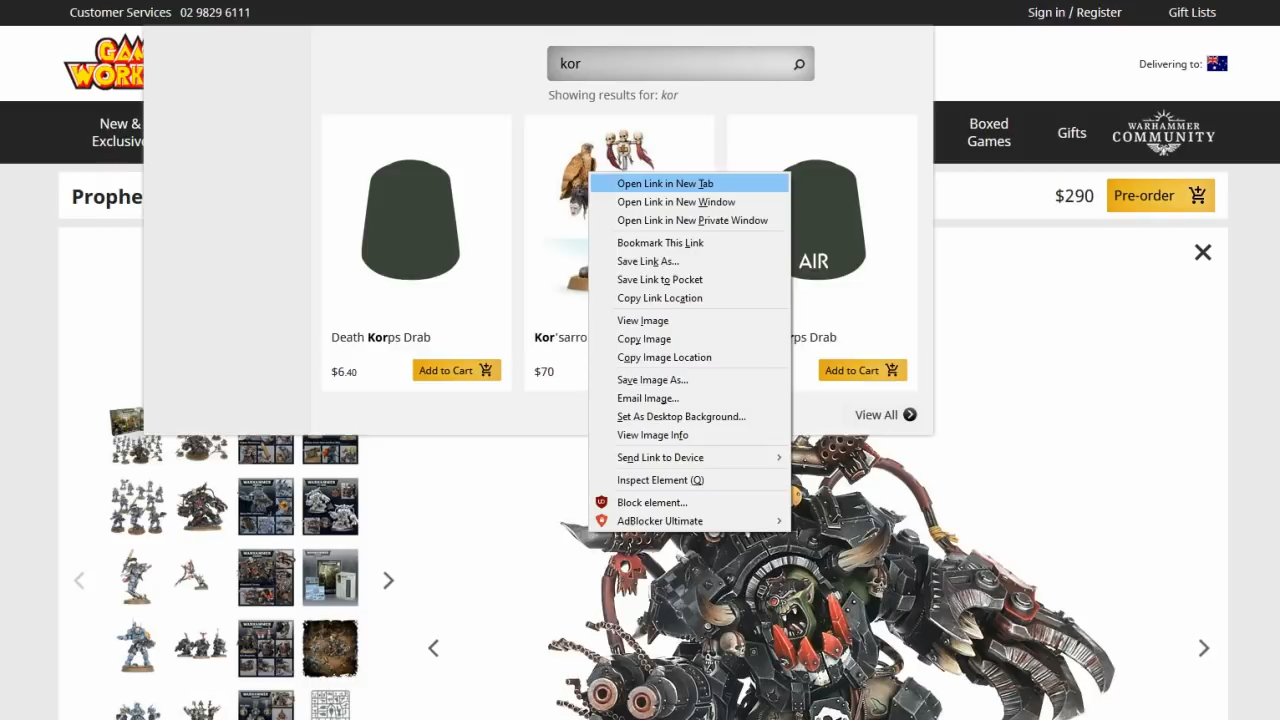 Customer Services 02 9829 6111
Sign in / Register
Gift Lists
kor
Delivering to:
Showing results for: kor
New &
Exclusive
Boxed
Games
Gifts
WARHAMMER
COMMUNITY
Prophe
$290
Pre-order
Open Link in New Tab
Open Link in New Window
Open Link in New Private Window
Bookmark This Link
Save Link As...
Save Link to Pocket
Copy Link Location
View Image
Copy Image
Copy Image Location
Save Image As...
Email Image...
Set As Desktop Background...
View Image Info
Send Link to Device
Inspect Element (Q)
Block element...
AdBlocker Ultimate
AIR
Death Korps Drab
$6.40
Add to Cart
Kor'sarro
$70
ps Drab
Add to Cart
View All